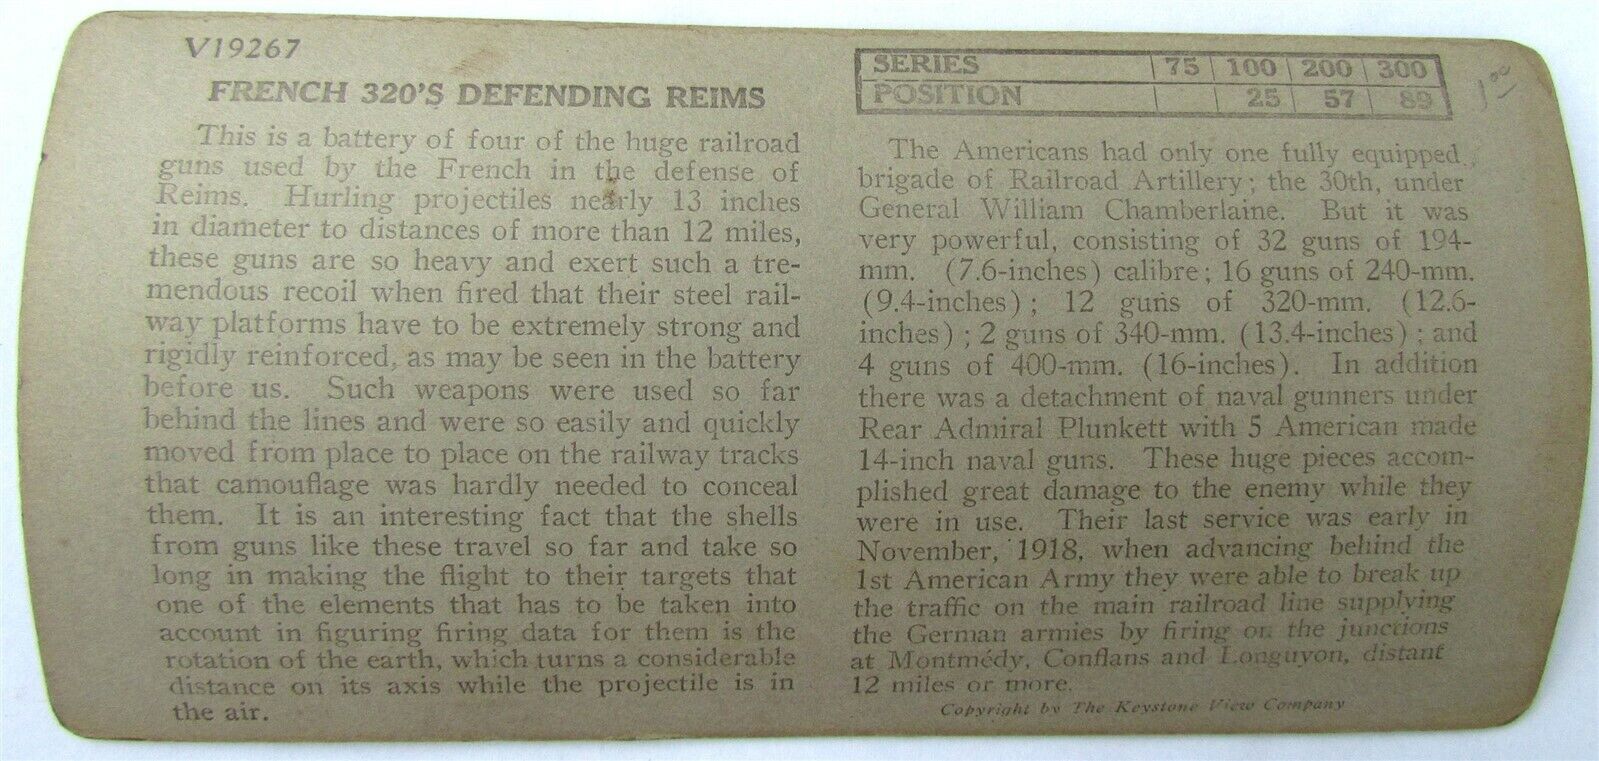 V19267
FRENCH 320'S DEFENDING REIMS
This is a battery of four of the huge railroad
guns used by the French in the defense of
Reims. Hurling projectiles nearly 13 inches
in diameter to distances of more than 12 miles,
these guns are so heavy and exert such a tre-
mendous recoil when fired that their steel rail-
way platforms have to be extremely strong and
rigidly reinforced, as may be seen in the battery
before us. Such weapons were used so far
behind the lines and were so easily and quickly
moved from place to place on the railway tracks
that camouflage was hardly needed to conceal
them. It is an interesting fact that the shells
from guns like these travel so far and take so
long in making the flight to their targets that
one of the elements that has to be taken into
account in figuring firing data for them is the
rotation of the earth, which turns a considerable
distance on its axis while the projectile is in
the air.
SERIES 75 100 200 300
POSITION 25 57 89
1.00
The Americans had only one fully equipped
brigade of Railroad Artillery; the 30th, under
General William Chamberlaine. But it was
very powerful, consisting of 32 guns of 194-
mm. (7.6-inches) calibre; 16 guns of 240-mm.
(9.4-inches); 12 guns of 320-mm. (12.6-
inches); 2 guns of 340-mm. (13.4-inches); and
4 guns of 400-mm. (16-inches). In addition
there was a detachment of naval gunners under
Rear Admiral Plunkett with 5 American made
14-inch naval guns. These huge pieces accom-
plished great damage to the enemy while they
were in use. Their last service was early in
November, 1918, when advancing behind the
1st American Army they were able to break up
the traffic on the main railroad line supplying
the German armies by firing on the junctions
at Montmédy, Conflans and Longuyon, distant
12 miles or more.
Copyright by The Keystone View Company